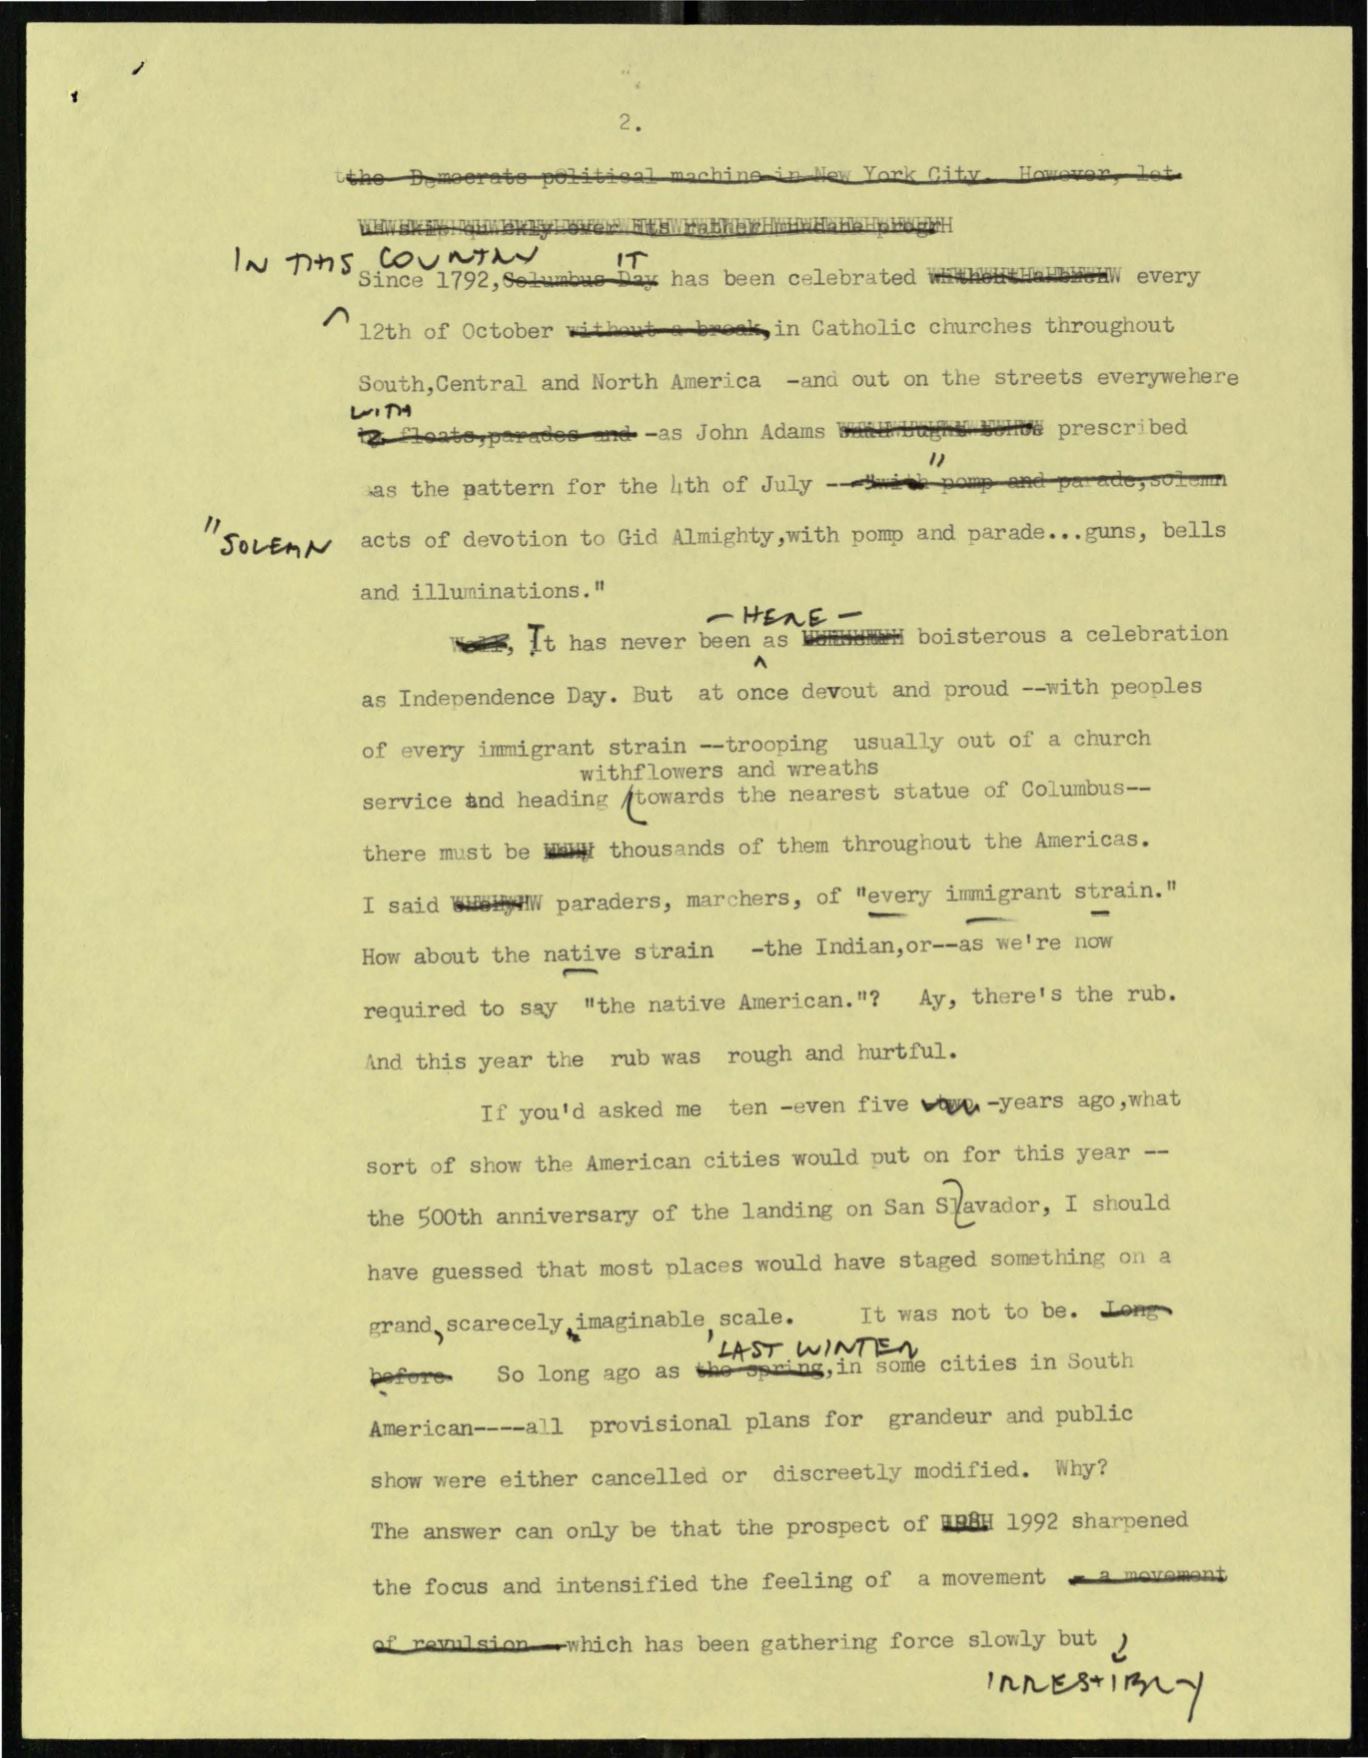 2.
the Democrats political machine in New York City. However, let
us skip quickly over its rather mundane progr
IN THIS COUNTRY IT
Since 1792,Columbus Day has been celebrated every
12th of October without a break,in Catholic churches throughout
South,Central and North America -and out on the streets everywehere
WITH
floats,parades and -as John Adams prescribed
as the pattern for the 4th of July --"with pomp and parade,solemn
"SOLEMN acts of devotion to Gid Almighty,with pomp and parade...guns, bells
and illuminations."
-HERE-
Well, It has never been as boisterous a celebration
as Independence Day. But at once devout and proud --with peoples
of every immigrant strain --trooping usually out of a church
withflowers and wreaths
service and heading towards the nearest statue of Columbus--
there must be thousands of them throughout the Americas.
I said paraders, marchers, of "every immigrant strain."
How about the native strain -the Indian,or--as we're now
required to say "the native American."? Ay, there's the rub.
And this year the rub was rough and hurtful.
If you'd asked me ten -even five -years ago,what
sort of show the American cities would put on for this year --
the 500th anniversary of the landing on San Slavador, I should
have guessed that most places would have staged something on a
grand,scarecely,imaginable,scale. It was not to be. Long
LAST WINTER
before So long ago as the spring,in some cities in South
American----all provisional plans for grandeur and public
show were either cancelled or discreetly modified. Why?
The answer can only be that the prospect of 1992 sharpened
the focus and intensified the feeling of a movement - a movement
of revulsion -which has been gathering force slowly but
IRRESTIBLY